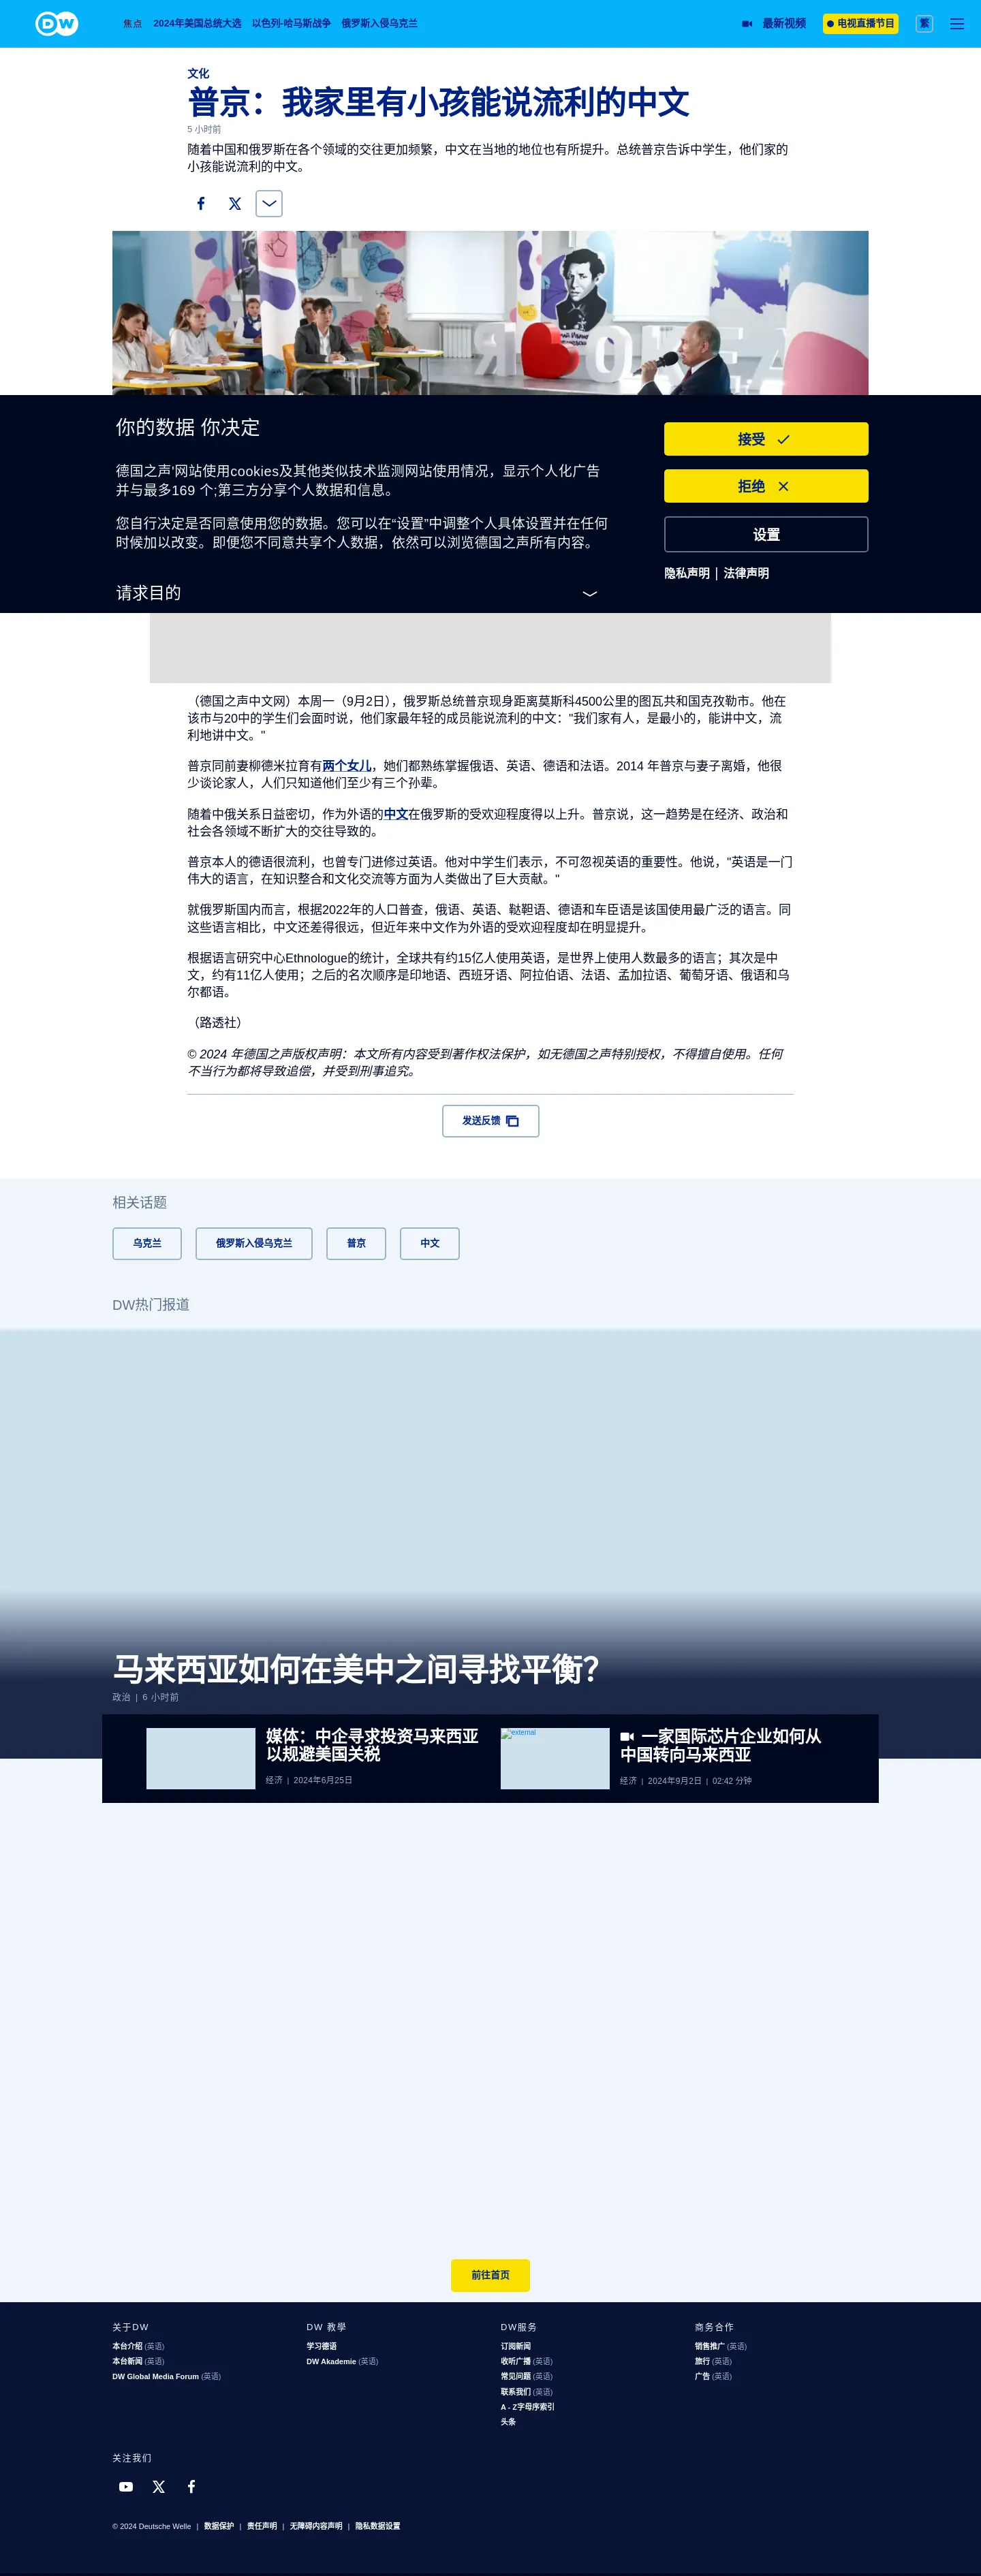 DW
焦点 2024年美国总统大选 以色列-哈马斯战争 俄罗斯入侵乌克兰
最新视频 电视直播节目 繁
文化
普京：我家里有小孩能说流利的中文
5 小时前
随着中国和俄罗斯在各个领域的交往更加频繁，中文在当地的地位也有所提升。总统普京告诉中学生，他们家的
小孩能说流利的中文。
你的数据 你决定
德国之声'网站使用cookies及其他类似技术监测网站使用情况，显示个人化广告
并与最多169 个;第三方分享个人数据和信息。
您自行决定是否同意使用您的数据。您可以在“设置”中调整个人具体设置并在任何
时候加以改变。即便您不同意共享个人数据，依然可以浏览德国之声所有内容。
请求目的
接受
拒绝
设置
隐私声明 | 法律声明
（德国之声中文网）本周一（9月2日），俄罗斯总统普京现身距离莫斯科4500公里的图瓦共和国克孜勒市。他在
该市与20中的学生们会面时说，他们家最年轻的成员能说流利的中文："我们家有人，是最小的，能讲中文，流
利地讲中文。"
普京同前妻柳德米拉育有两个女儿，她们都熟练掌握俄语、英语、德语和法语。2014 年普京与妻子离婚，他很
少谈论家人，人们只知道他们至少有三个孙辈。
随着中俄关系日益密切，作为外语的中文在俄罗斯的受欢迎程度得以上升。普京说，这一趋势是在经济、政治和
社会各领域不断扩大的交往导致的。
普京本人的德语很流利，也曾专门进修过英语。他对中学生们表示，不可忽视英语的重要性。他说，"英语是一门
伟大的语言，在知识整合和文化交流等方面为人类做出了巨大贡献。"
就俄罗斯国内而言，根据2022年的人口普查，俄语、英语、鞑靼语、德语和车臣语是该国使用最广泛的语言。同
这些语言相比，中文还差得很远，但近年来中文作为外语的受欢迎程度却在明显提升。
根据语言研究中心Ethnologue的统计，全球共有约15亿人使用英语，是世界上使用人数最多的语言；其次是中
文，约有11亿人使用；之后的名次顺序是印地语、西班牙语、阿拉伯语、法语、孟加拉语、葡萄牙语、俄语和乌
尔都语。
（路透社）
© 2024 年德国之声版权声明：本文所有内容受到著作权法保护，如无德国之声特别授权，不得擅自使用。任何
不当行为都将导致追偿，并受到刑事追究。
发送反馈
相关话题
乌克兰 俄罗斯入侵乌克兰 普京 中文
DW热门报道
马来西亚如何在美中之间寻找平衡？
政治 | 6 小时前
媒体：中企寻求投资马来西亚
以规避美国关税
经济 | 2024年6月25日
external
一家国际芯片企业如何从
中国转向马来西亚
经济 | 2024年9月2日 | 02:42 分钟
前往首页
关于DW
本台介绍 (英语)
本台新闻 (英语)
DW Global Media Forum (英语)
DW 教學
学习德语
DW Akademie (英语)
DW服务
订阅新闻
收听广播 (英语)
常见问题 (英语)
联系我们 (英语)
A - Z字母序索引
头条
商务合作
销售推广 (英语)
旅行 (英语)
广告 (英语)
关注我们
© 2024 Deutsche Welle | 数据保护 | 责任声明 | 无障碍内容声明 | 隐私数据设置